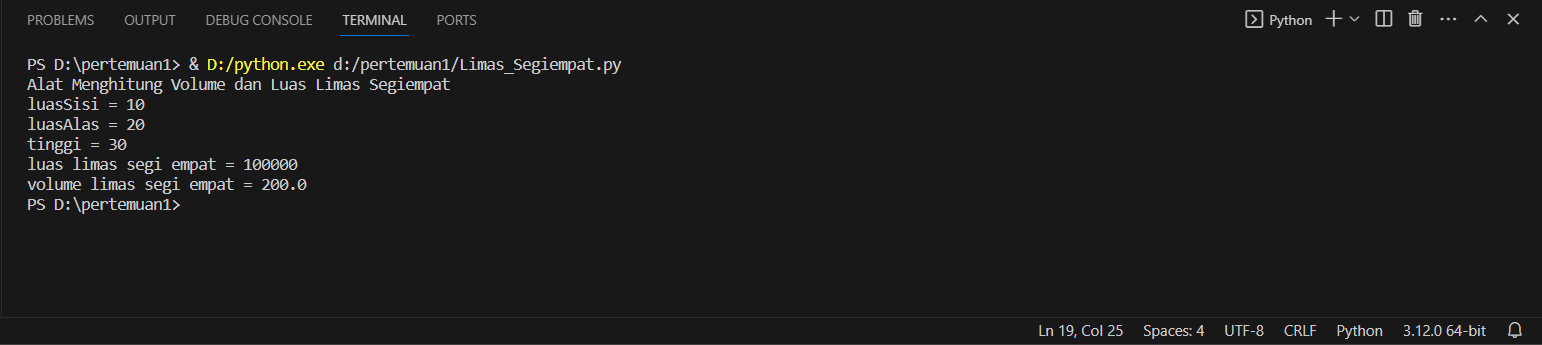 PROBLEMS OUTPUT DEBUG CONSOLE TERMINAL PORTS Python
PS D:\pertemuan1> & D:/python.exe d:/pertemuan1/Limas_Segiempat.py
Alat Menghitung Volume dan Luas Limas Segiempat
luasSisi = 10
luasAlas = 20
tinggi = 30
luas limas segi empat = 100000
volume limas segi empat = 200.0
PS D:\pertemuan1>
Ln 19, Col 25 Spaces: 4 UTF-8 CRLF Python 3.12.0 64-bit